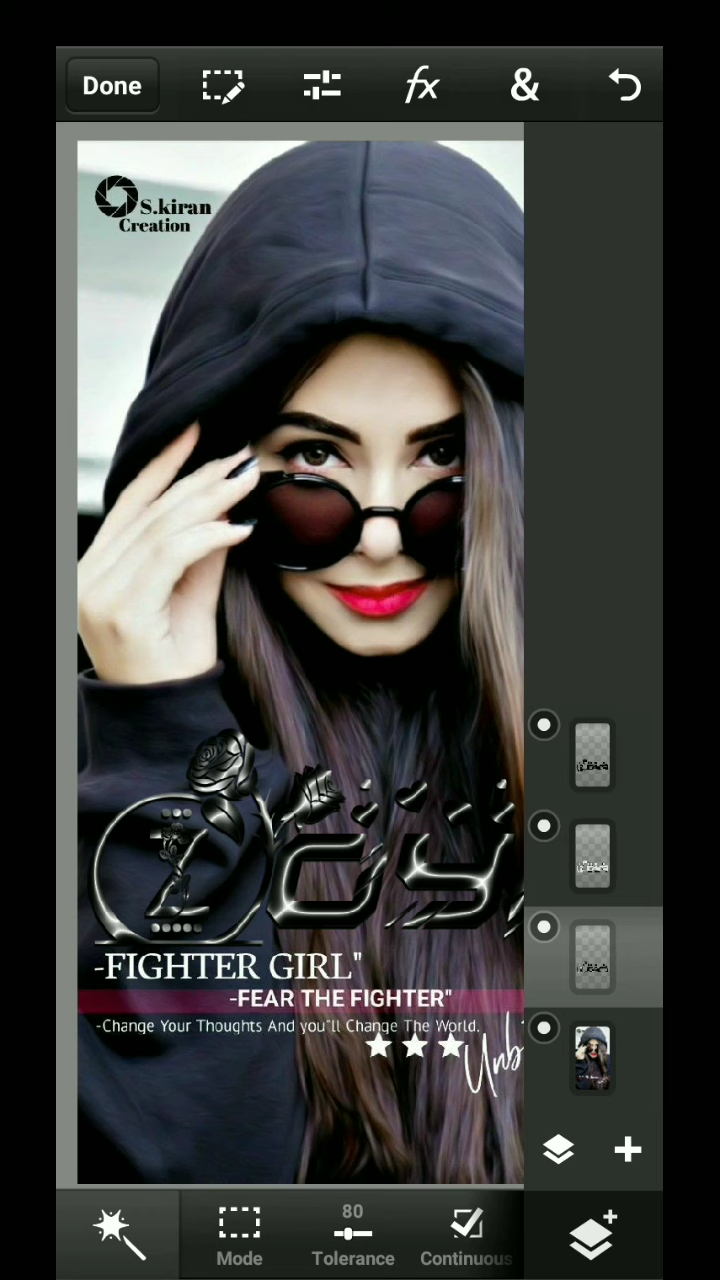 Done
fx
&
S.kiran
Creation
-FIGHTER GIRL"
-FEAR THE FIGHTER"
-Change Your Thoughts And you"ll Change The World.
80
Mode
Tolerance
Continuous